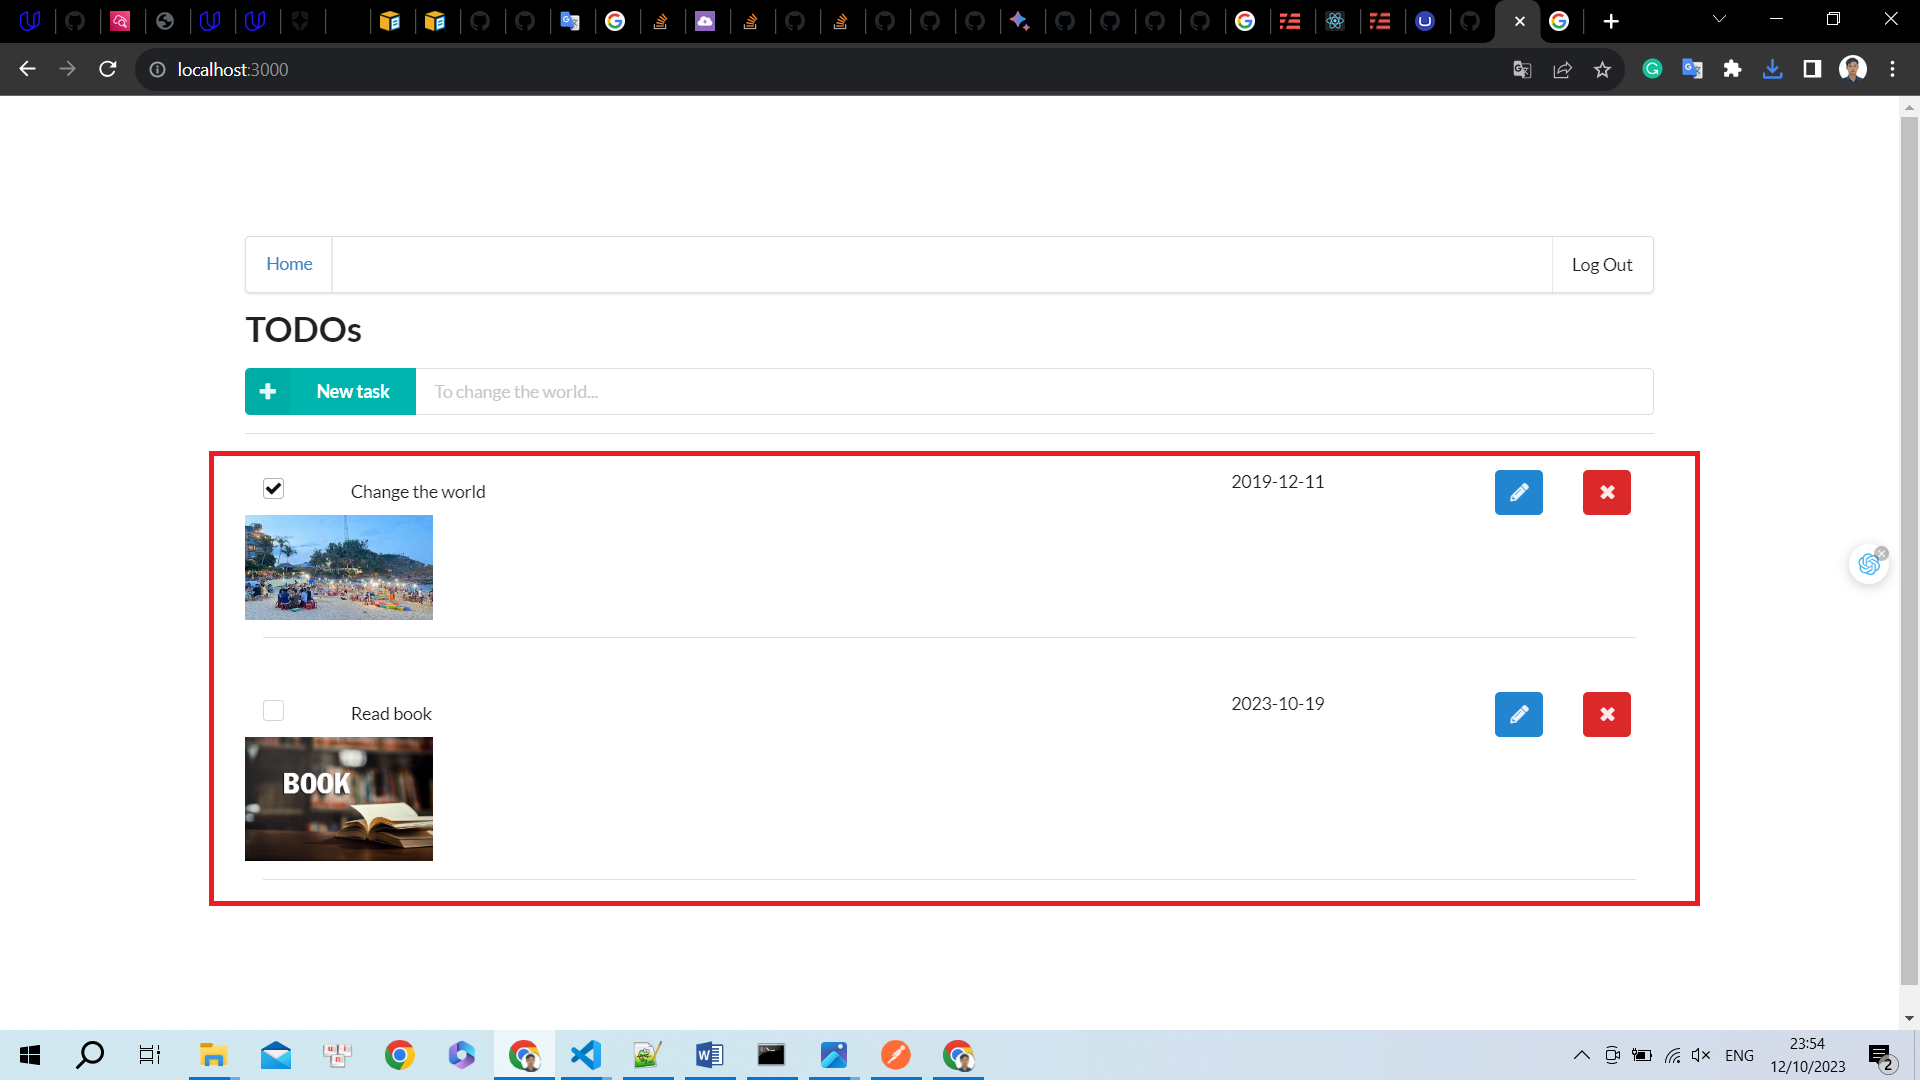 localhost:3000
Home
Log Out
TODOs
New task
To change the world...
Change the world
2019-12-11
Read book
2023-10-19
BOOK
ENG
23:54
12/10/2023
2